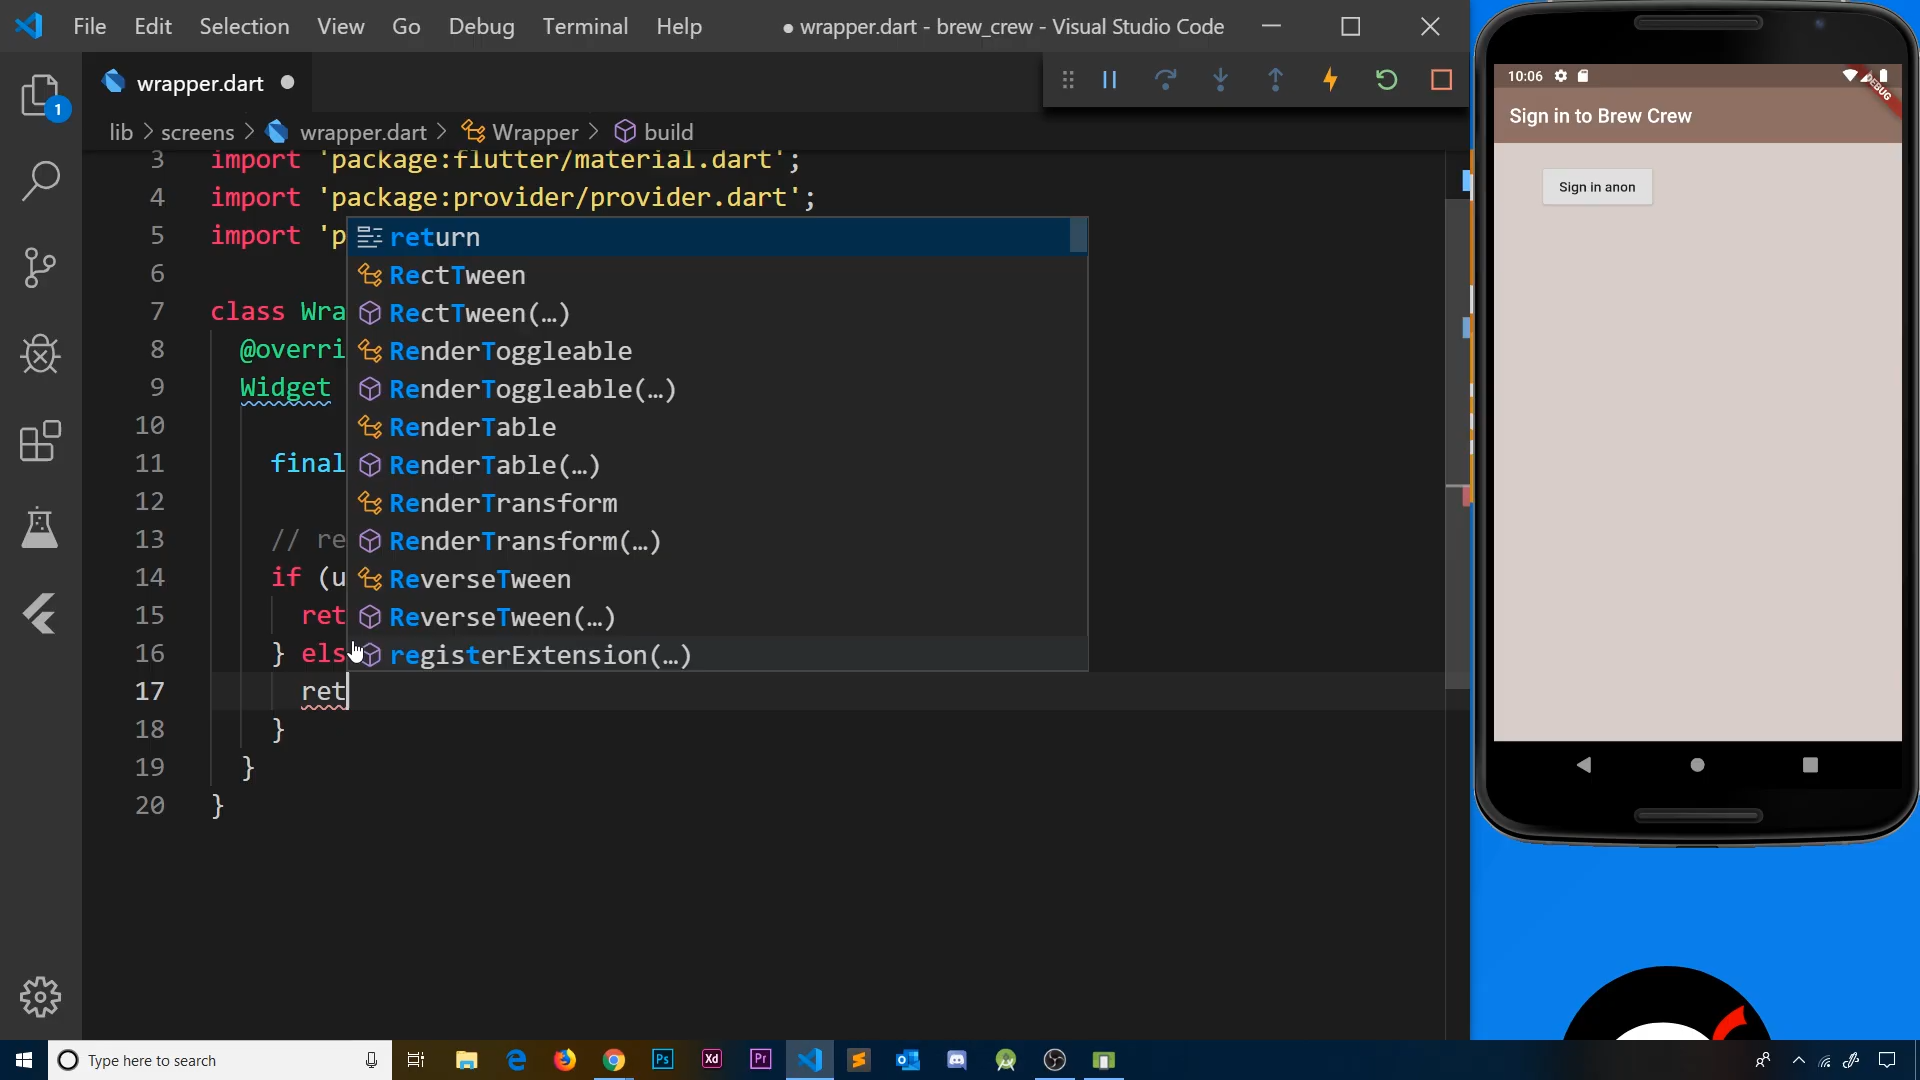 File Edit Selection View Go Debug Terminal Help
● wrapper.dart - brew_crew - Visual Studio Code
1
wrapper.dart
lib > screens > wrapper.dart > Wrapper > build
3 import 'package:flutter/material.dart';
4 import 'package:provider/provider.dart';
5 import 'p
6
7 class Wra
8 @overri
9 Widget
10
11 final
12
13 // re
14 if (u
15 ret
16 } els
17 ret
18 }
19 }
20 }
return
RectTween
RectTween(…)
RenderToggleable
RenderToggleable(…)
RenderTable
RenderTable(…)
RenderTransform
RenderTransform(…)
ReverseTween
ReverseTween(…)
registerExtension(…)
10:06
DEBUG
Sign in to Brew Crew
Sign in anon
Type here to search
Ps
Xd
Pr